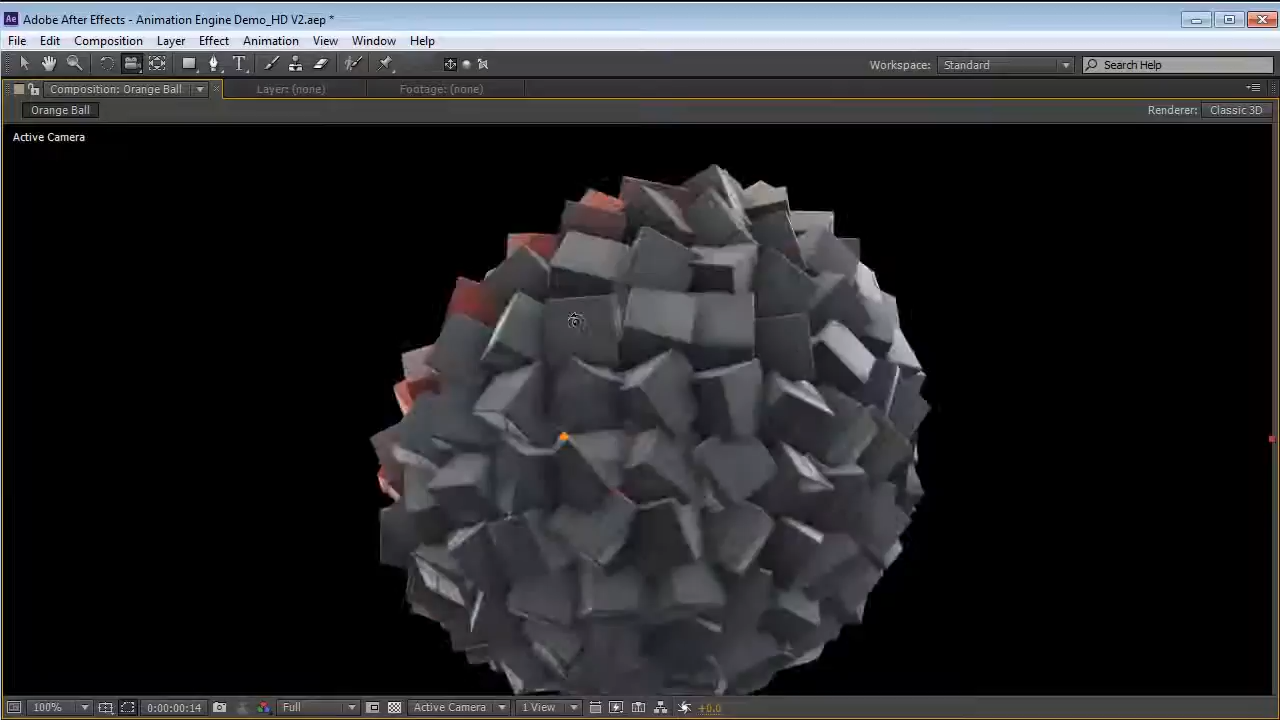 Ae Adobe After Effects - Animation Engine Demo_HD V2.aep *
File Edit Composition Layer Effect Animation View Window Help
T Workspace: Standard Search Help
Composition: Orange Ball Layer: (none) Footage: (none)
Orange Ball Renderer: Classic 3D
Active Camera
100% 0:00:00:14 Full Active Camera 1 View +0.0